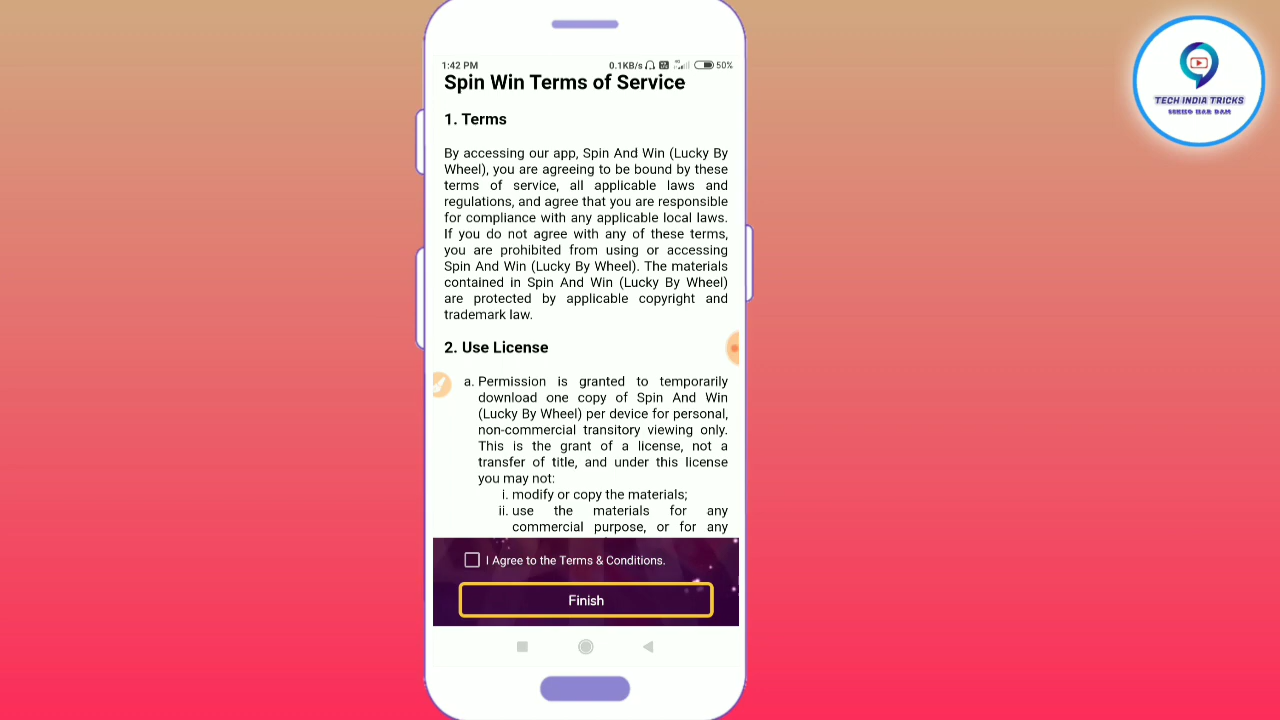 1:42 PM 0.1KB/s 50%
Spin Win Terms of Service
1. Terms
By accessing our app, Spin And Win (Lucky By
Wheel), you are agreeing to be bound by these
terms of service, all applicable laws and
regulations, and agree that you are responsible
for compliance with any applicable local laws.
If you do not agree with any of these terms,
you are prohibited from using or accessing
Spin And Win (Lucky By Wheel). The materials
contained in Spin And Win (Lucky By Wheel)
are protected by applicable copyright and
trademark law.
2. Use License
a. Permission is granted to temporarily
download one copy of Spin And Win
(Lucky By Wheel) per device for personal,
non-commercial transitory viewing only.
This is the grant of a license, not a
transfer of title, and under this license
you may not:
i. modify or copy the materials;
ii. use the materials for any
commercial purpose, or for any
I Agree to the Terms & Conditions.
Finish
TECH INDIA TRICKS
SEKHO HAR DAM